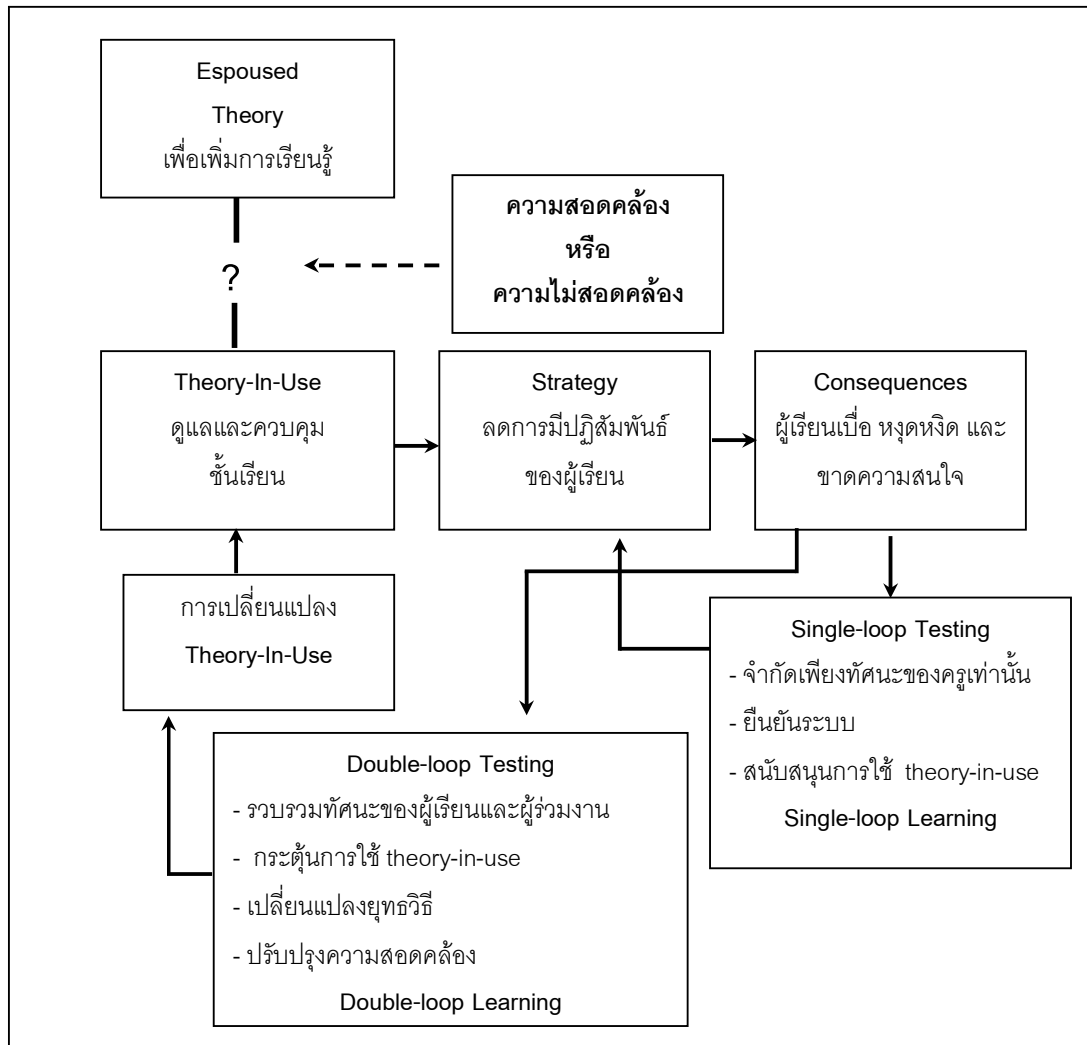 Espoused
Theory
เพื่อเพิ่มการเรียนรู้
ความสอดคล้อง
หรือ
ความไม่สอดคล้อง
?
Theory-In-Use
ดูแลและควบคุม
ชั้นเรียน
Strategy
ลดการมีปฏิสัมพันธ์
ของผู้เรียน
Consequences
ผู้เรียนเบื่อ หงุดหงิด และ
ขาดความสนใจ
การเปลี่ยนแปลง
Theory-In-Use
Single-loop Testing
- จำกัดเพียงทัศนะของครูเท่านั้น
- ยืนยันระบบ
- สนับสนุนการใช้ theory-in-use
Single-loop Learning
Double-loop Testing
- รวบรวมทัศนะของผู้เรียนและผู้ร่วมงาน
- กระตุ้นการใช้ theory-in-use
- เปลี่ยนแปลงยุทธวิธี
- ปรับปรุงความสอดคล้อง
Double-loop Learning